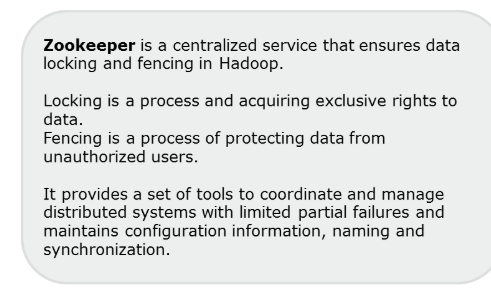 Zookeeper is a centralized service that ensures data
locking and fencing in Hadoop.
Locking is a process and acquiring exclusive rights to
data.
Fencing is a process of protecting data from
unauthorized users.
It provides a set of tools to coordinate and manage
distributed systems with limited partial failures and
maintains configuration information, naming and
synchronization.